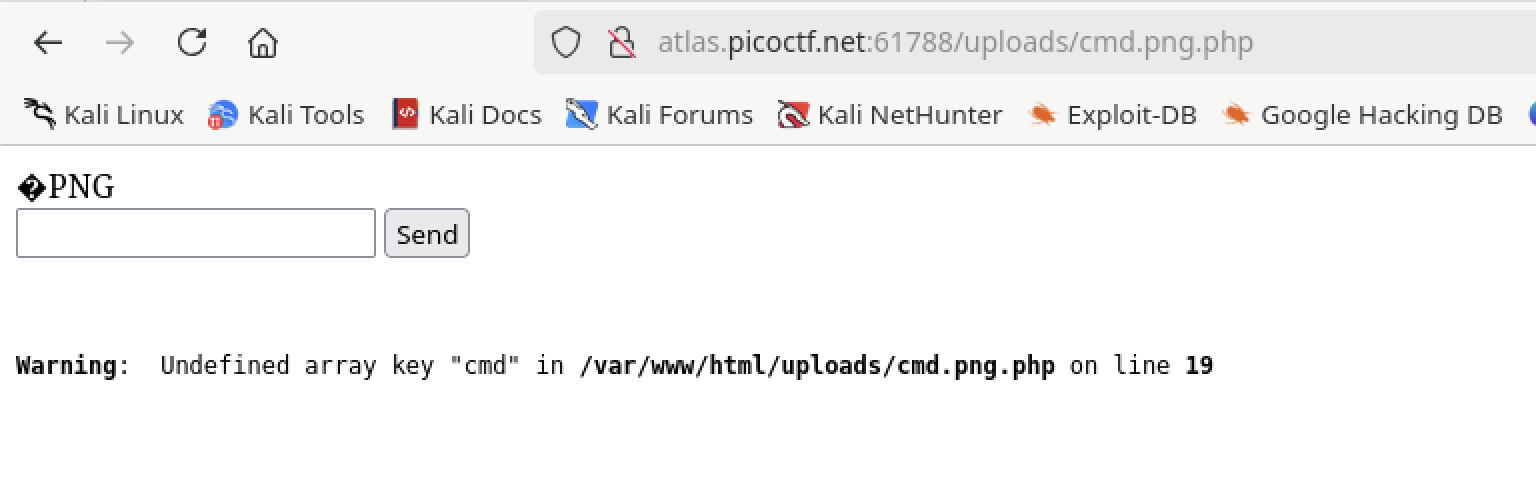 atlas.picoctf.net:61788/uploads/cmd.png.php
Kali Linux Kali Tools Kali Docs Kali Forums Kali NetHunter Exploit-DB Google Hacking DB
�PNG
Send
Warning:  Undefined array key "cmd" in /var/www/html/uploads/cmd.png.php on line 19